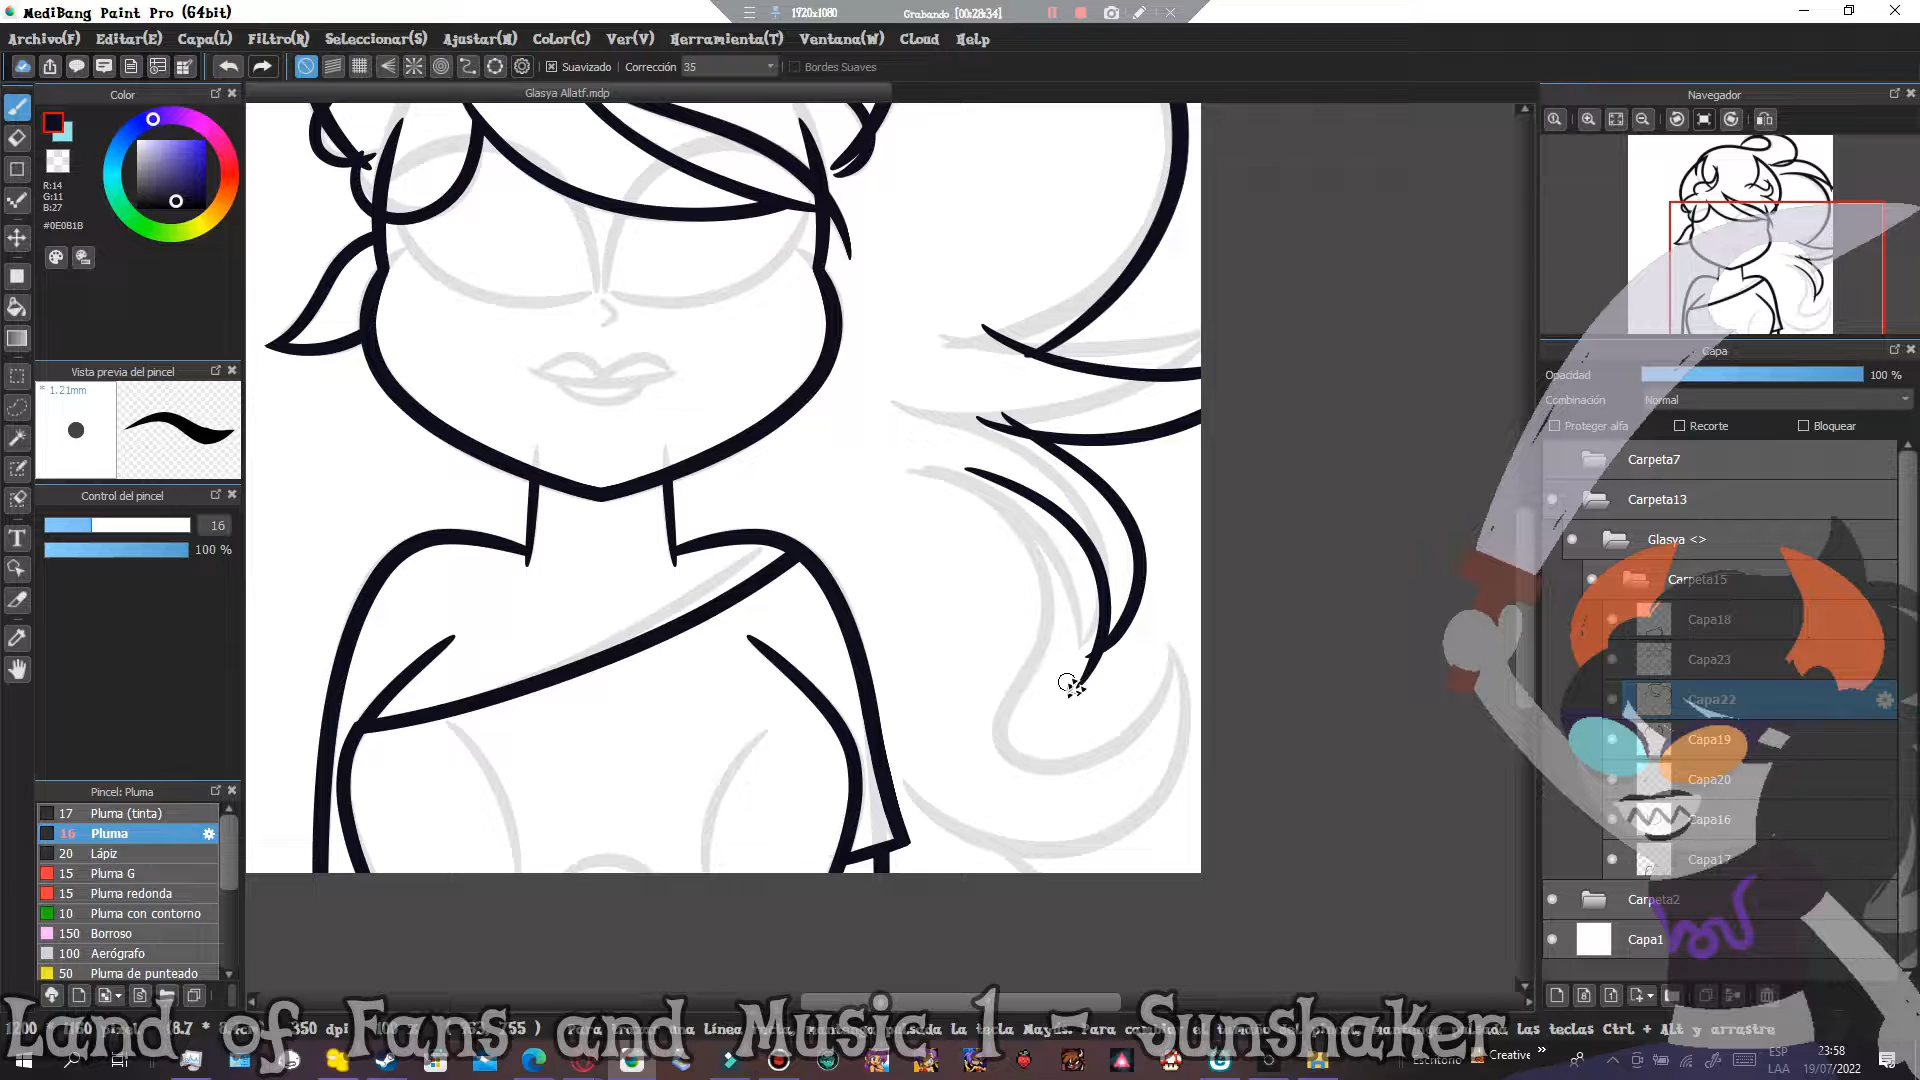 MediBang Paint Pro (64bit)
1920x1080
Grabando [00:28:34]
Archivo(F) Editar(E) Capa(L) Filtro(R) Seleccionar(S) Ajustar(N) Color(C) Ver(V) Herramienta(T) Ventana(W) Cloud Help
Suavizado Corrección 35 Bordes Suaves
Color
Glasya Allatf.mdp
Navegador
R:14
G:11
B:27
#0E0B1B
Vista previa del pincel
* 1.21mm
Control del pincel
16
100 %
Pincel: Pluma
17 Pluma (tinta)
16 Pluma
20 Lápiz
15 Pluma G
15 Pluma redonda
10 Pluma con contorno
150 Borroso
100 Aerógrafo
50 Pluma de punteado
Capa
Opacidad 100 %
Combinación Normal
Proteger alfa Recorte Bloquear
Carpeta7
Carpeta13
Glasya <>
Carpeta15
Capa18
Capa23
Capa22
Capa19
Capa20
Capa16
Capa17
Carpeta2
Capa1
Land of Fans and Music 1 - Sunshaker
350 dpi
las teclas Ctrl + Alt y arrastre
Escritorio
Creative
ESP
LAA
23:58
19/07/2022